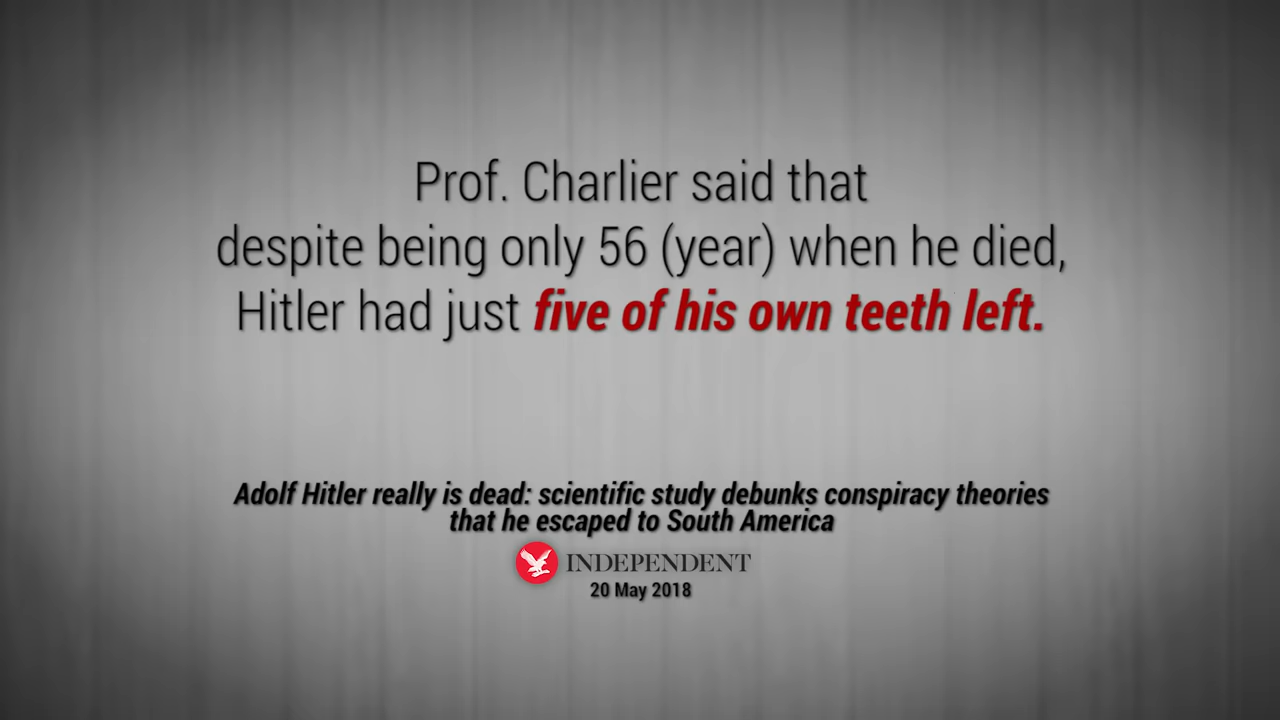 Prof. Charlier said that
despite being only 56 (year) when he died,
Hitler had just five of his own teeth left.
Adolf Hitler really is dead: scientific study debunks conspiracy theories
that he escaped to South America
INDEPENDENT
20 May 2018